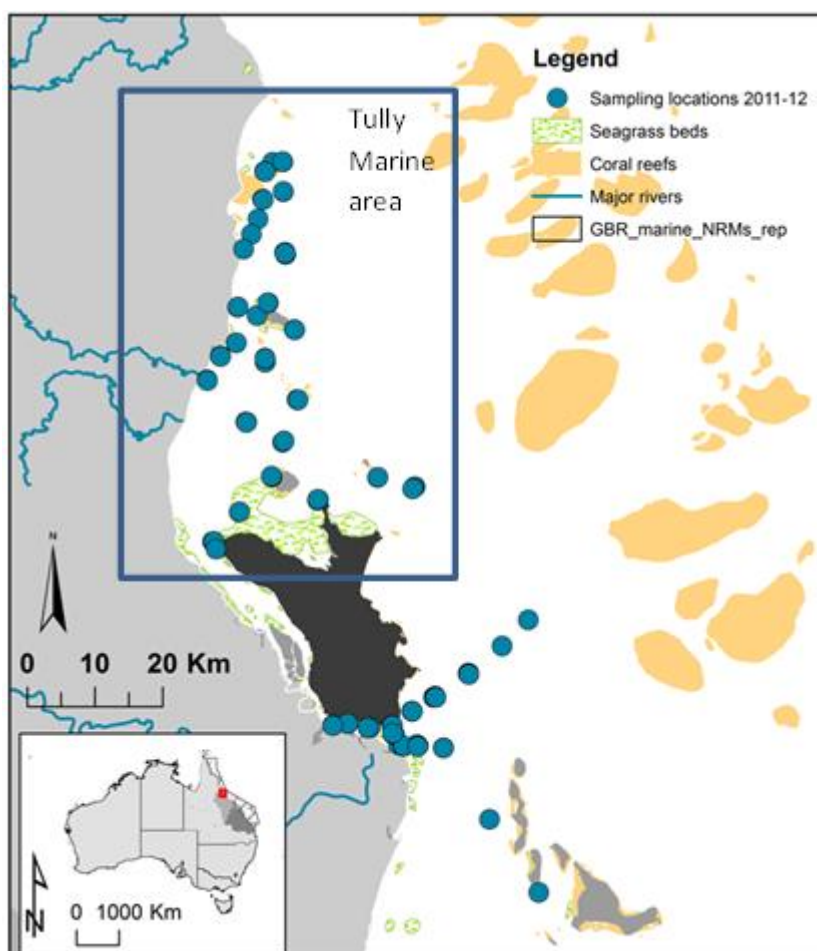 Legend
Sampling locations 2011-12
Seagrass beds
Coral reefs
Major rivers
GBR_marine_NRMs_rep
Tully
Marine
area
N
0 10 20 Km
N
0 1000 Km